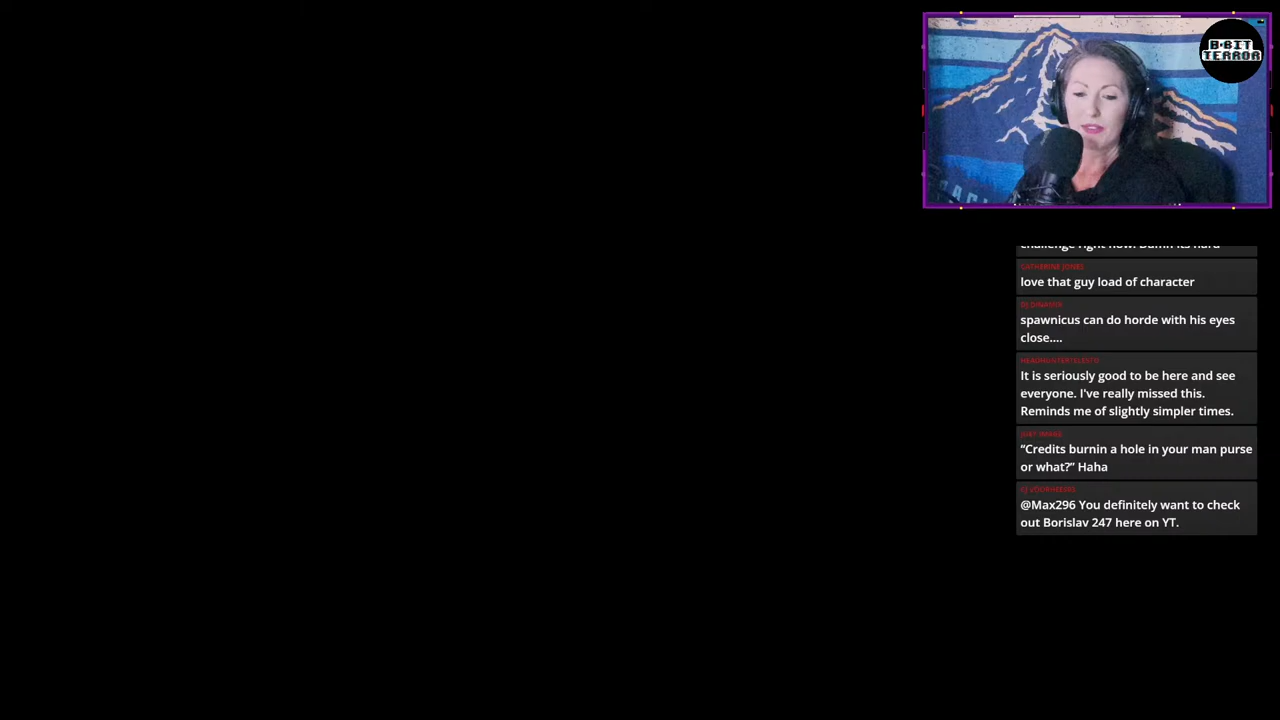 8-BIT
TERROR
CATHERINE JONES
love that guy load of character
spawnicus can do horde with his eyes
close....
It is seriously good to be here and see
everyone. I've really missed this.
Reminds me of slightly simpler times.
“Credits burnin a hole in your man purse
or what?” Haha
@Max296 You definitely want to check
out Borislav 247 here on YT.